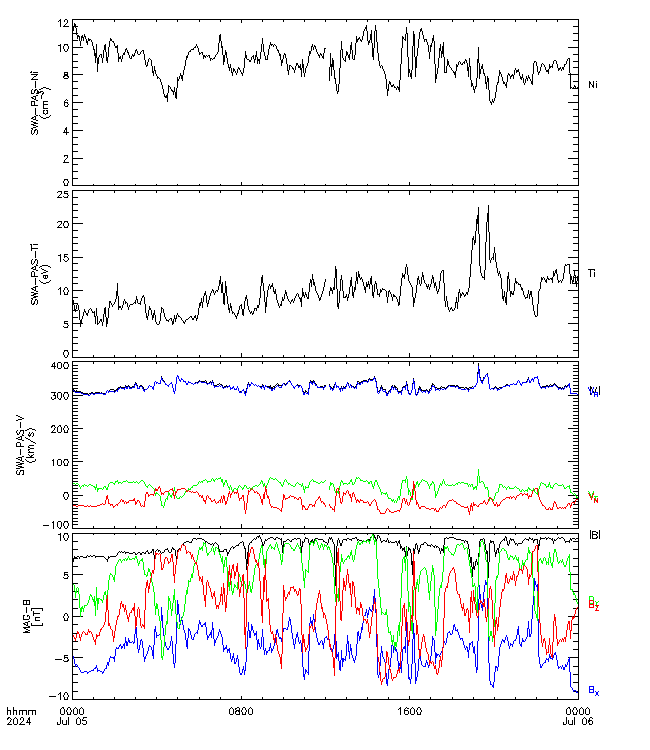 12
10
8
6
4
2
0
SWA-PAS-Ni
(cm⁻³)
Ni
25
20
15
10
5
0
SWA-PAS-Ti
(eV)
Ti
400
300
200
100
0
-100
SWA-PAS-V
(km/s)
10
5
0
-5
-10
MAG-B
[nT]
|B|
Bx
hhmm
2024
0000 0800 1600 0000
Jul 05 Jul 06